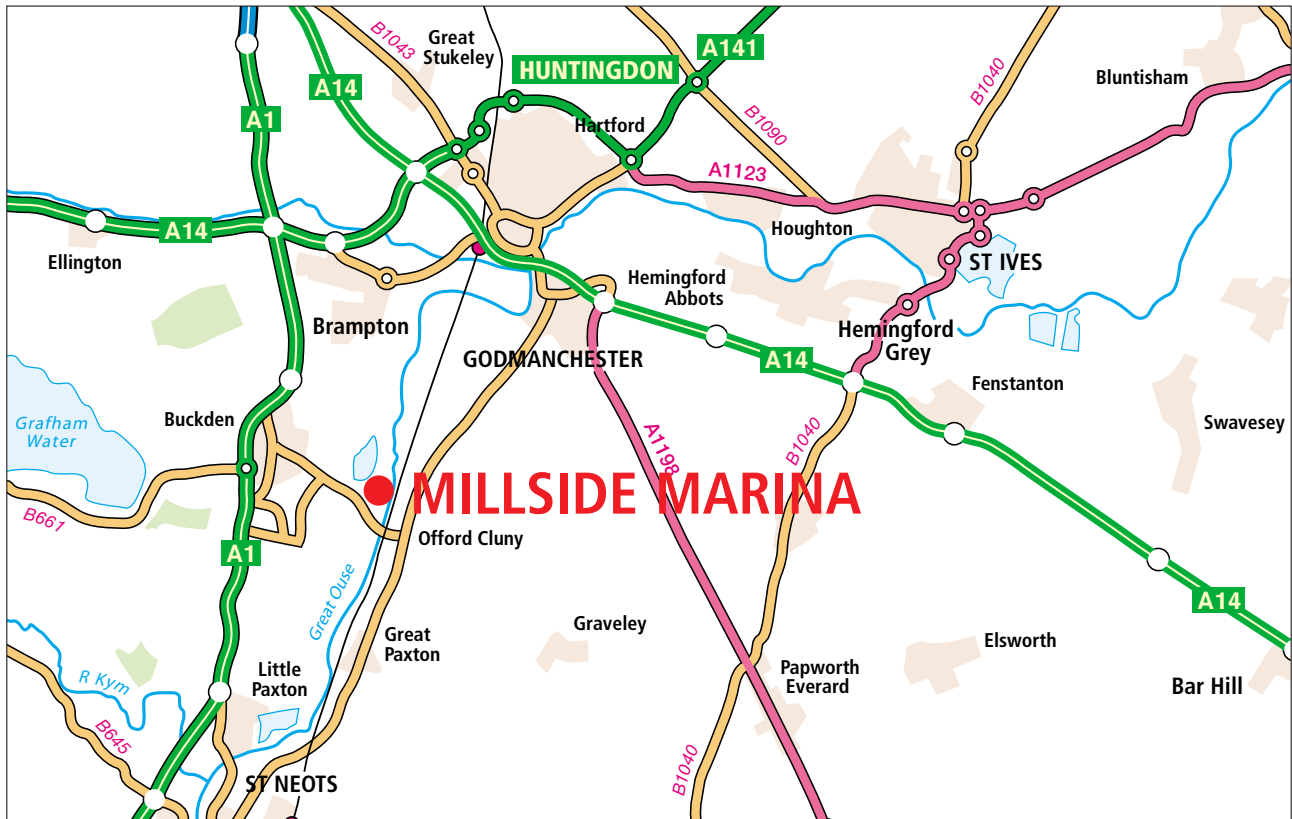 B1043
Great
Stukeley
A141
HUNTINGDON
A14
B1040
Bluntisham
A1
Hartford
B1090
A1123
A14
Houghton
Ellington
ST IVES
Hemingford
Abbots
Brampton
Hemingford
Grey
GODMANCHESTER
A14
Fenstanton
Buckden
Grafham
Water
Swavesey
A1198
B1040
MILLSIDE MARINA
B661
Offord Cluny
A1
Great Ouse
A14
Graveley
Great
Paxton
Elsworth
Little
Paxton
R Kym
Papworth
Everard
Bar Hill
B645
B1040
ST NEOTS